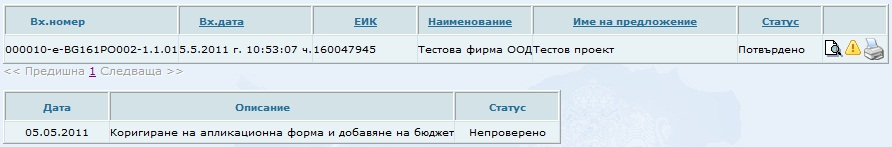 Вх.номер Вх.дата ЕИК Наименование Име на предложение Статус
000010-e-BG161PO002-1.1.01 5.5.2011 г. 10:53:07 ч. 160047945 Тестова фирма ООД Тестов проект Потвърдено
<< Предишна 1 Следваща >>
Дата Описание Статус
05.05.2011 Коригиране на апликационна форма и добавяне на бюджет Непроверено